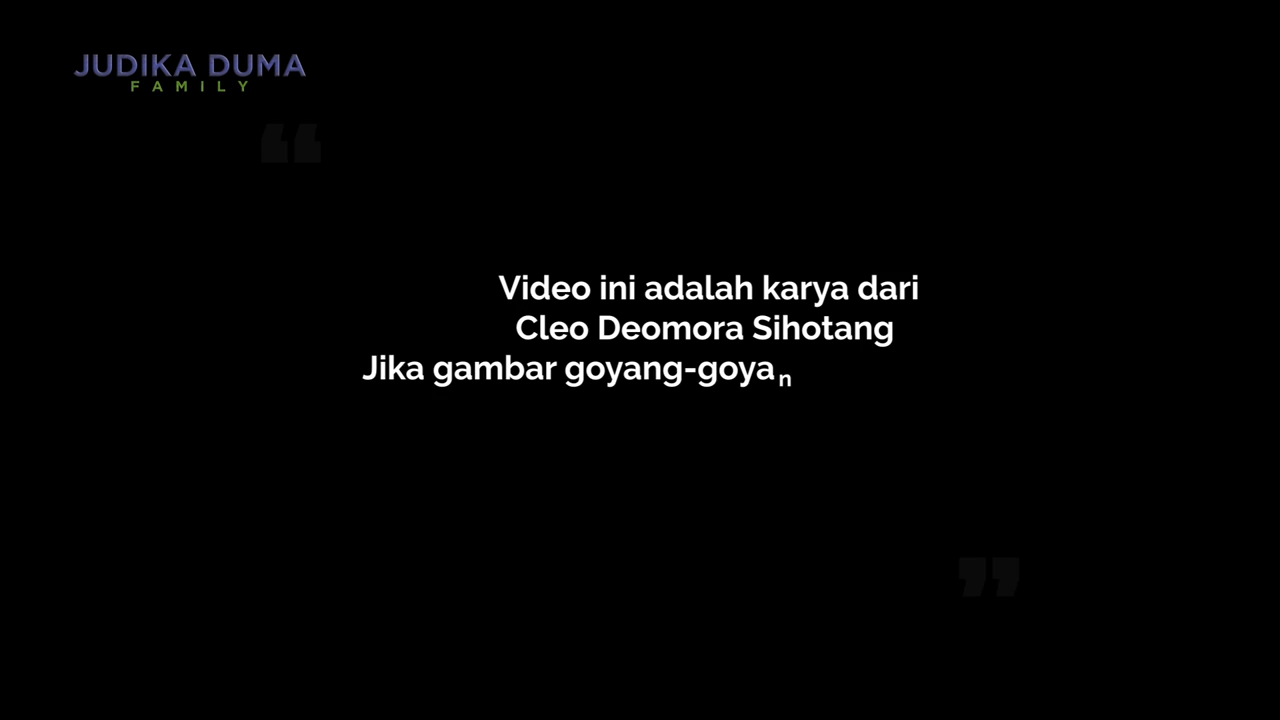 JUDIKA DUMA
FAMILY
Video ini adalah karya dari
Cleo Deomora Sihotang
Jika gambar goyang-goyan